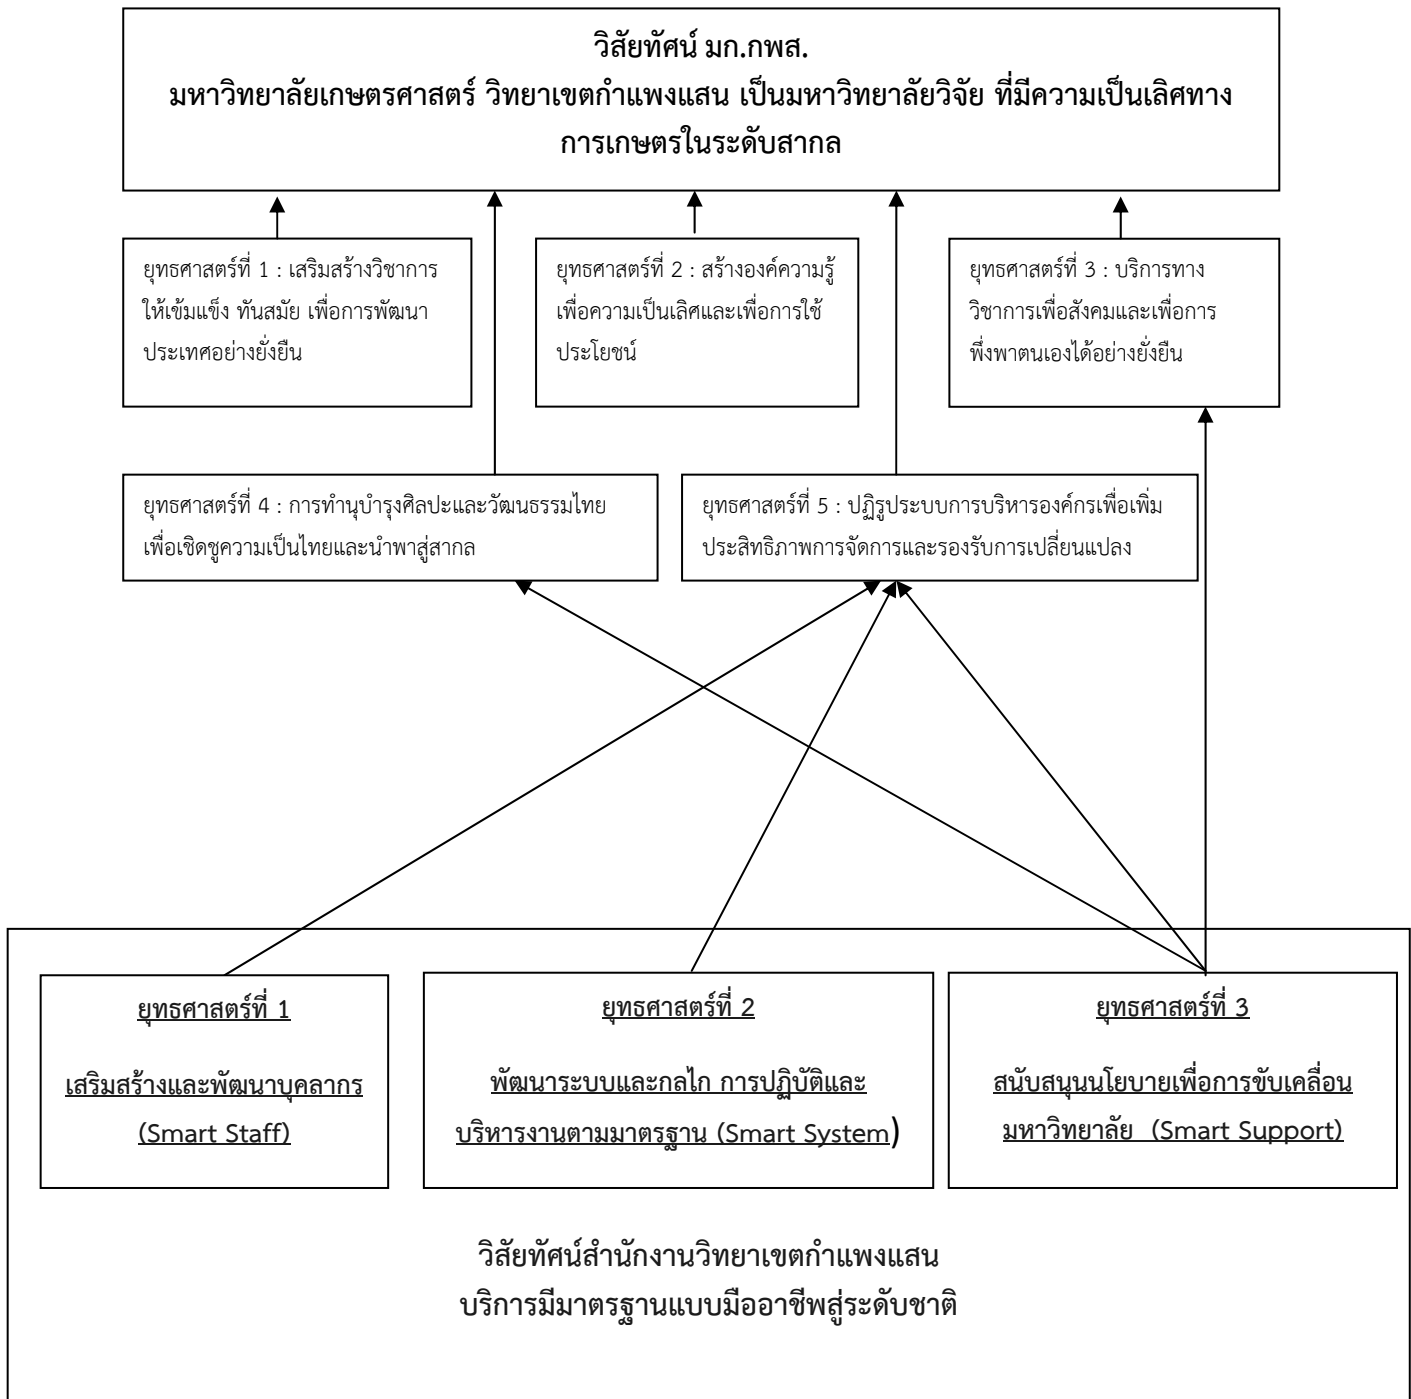 วิสัยทัศน์ มก.กพส.
มหาวิทยาลัยเกษตรศาสตร์ วิทยาเขตกำแพงแสน เป็นมหาวิทยาลัยวิจัย ที่มีความเป็นเลิศทาง
การเกษตรในระดับสากล
ยุทธศาสตร์ที่ 1 : เสริมสร้างวิชาการ
ให้เข้มแข็ง ทันสมัย เพื่อการพัฒนา
ประเทศอย่างยั่งยืน
ยุทธศาสตร์ที่ 2 : สร้างองค์ความรู้
เพื่อความเป็นเลิศและเพื่อการใช้
ประโยชน์
ยุทธศาสตร์ที่ 3 : บริการทาง
วิชาการเพื่อสังคมและเพื่อการ
พึ่งพาตนเองได้อย่างยั่งยืน
ยุทธศาสตร์ที่ 4 : การทำนุบำรุงศิลปะและวัฒนธรรมไทย
เพื่อเชิดชูความเป็นไทยและนำพาสู่สากล
ยุทธศาสตร์ที่ 5 : ปฏิรูประบบการบริหารองค์กรเพื่อเพิ่ม
ประสิทธิภาพการจัดการและรองรับการเปลี่ยนแปลง
ยุทธศาสตร์ที่ 1
เสริมสร้างและพัฒนาบุคลากร
(Smart Staff)
ยุทธศาสตร์ที่ 2
พัฒนาระบบและกลไก การปฏิบัติและ
บริหารงานตามมาตรฐาน (Smart System)
ยุทธศาสตร์ที่ 3
สนับสนุนนโยบายเพื่อการขับเคลื่อน
มหาวิทยาลัย (Smart Support)
วิสัยทัศน์สำนักงานวิทยาเขตกำแพงแสน
บริการมีมาตรฐานแบบมืออาชีพสู่ระดับชาติ